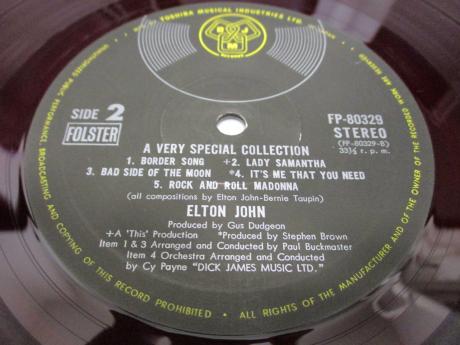 TOSHIBA MUSICAL INDUSTRIES LTD.
DJM
RECORDS
SIDE 2
FOLSTER
FP-80329
STEREO
(FP-80329-B)
33⅓ r. p. m.
A VERY SPECIAL COLLECTION
1. BORDER SONG +2. LADY SAMANTHA
3. BAD SIDE OF THE MOON *4. IT'S ME THAT YOU NEED
5. ROCK AND ROLL MADONNA
(all compositions by Elton John-Bernie Taupin)
ELTON JOHN
Produced by Gus Dudgeon
+A 'This' Production *Produced by Stephen Brown
Item 1 & 3 Arranged and Conducted by Paul Buckmaster
Item 4 Orchestra Arranged and Conducted
by Cy Payne "DICK JAMES MUSIC LTD."
UNAUTHORIZED PUBLIC PERFORMANCE, BROADCASTING AND COPYING OF THIS RECORD PROHIBITED • ALL RIGHTS OF THE MANUFACTURER AND OF THE OWNER OF THE RECORDED WORK ARE RESERVED